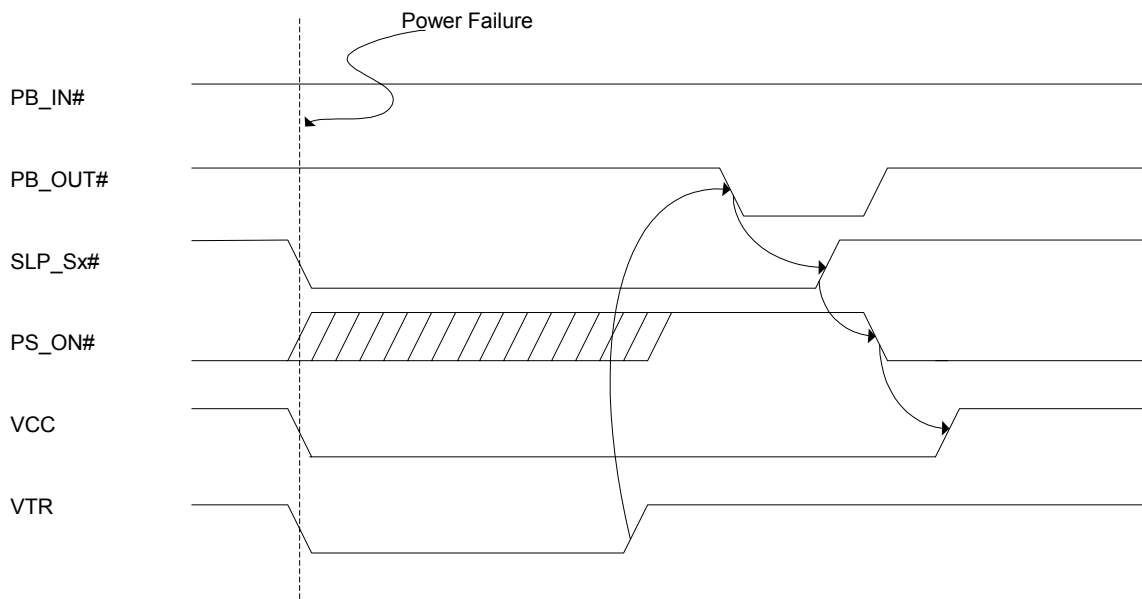 Power Failure
PB_IN#
PB_OUT#
SLP_Sx#
PS_ON#
VCC
VTR